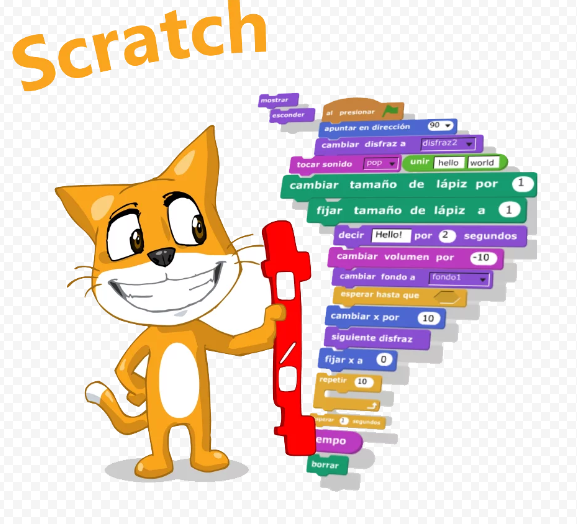 Scratch
mostrar
esconder
al presionar
apuntar en dirección 90
cambiar disfraz a disfraz2
tocar sonido pop unir hello world
cambiar tamaño de lápiz por 1
fijar tamaño de lápiz a 1
decir Hello! por 2 segundos
cambiar volumen por -10
cambiar fondo a fondo1
esperar hasta que
cambiar x por 10
siguiente disfraz
fijar x a 0
repetir 10
1 segundos
empo
borrar